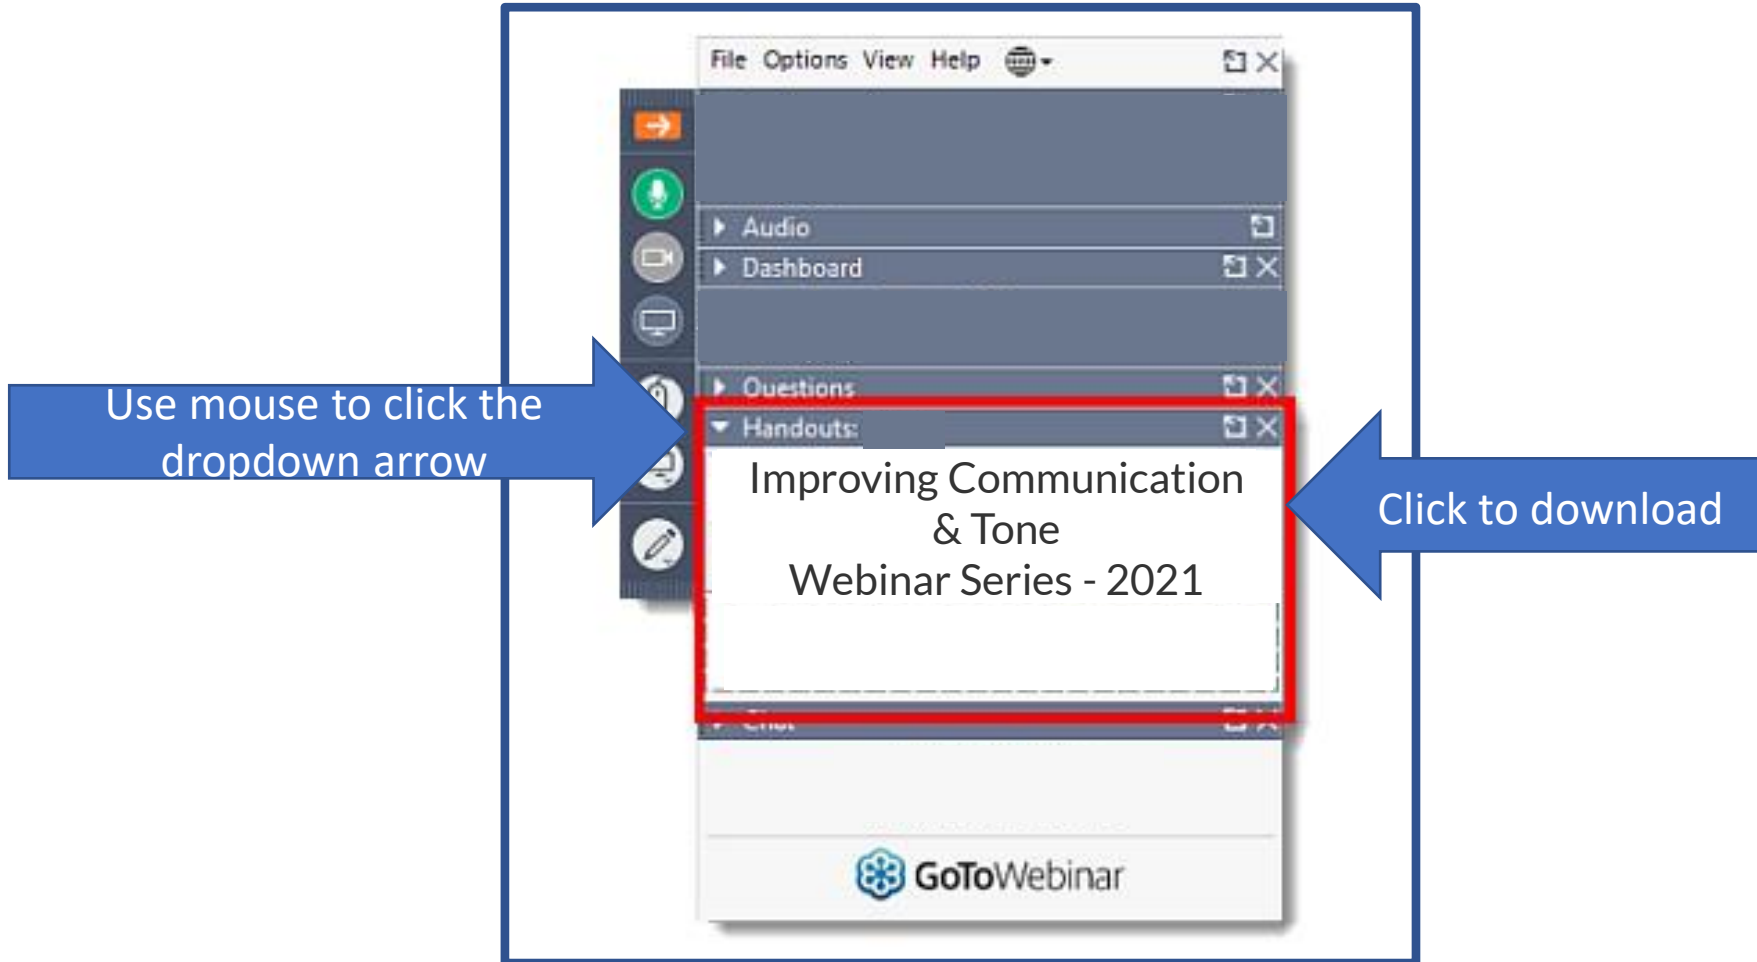 File Options View Help
Audio
Dashboard
Questions
Use mouse to click the
dropdown arrow
Handouts:
Improving Communication
& Tone
Webinar Series - 2021
Click to download
Chat
GoToWebinar